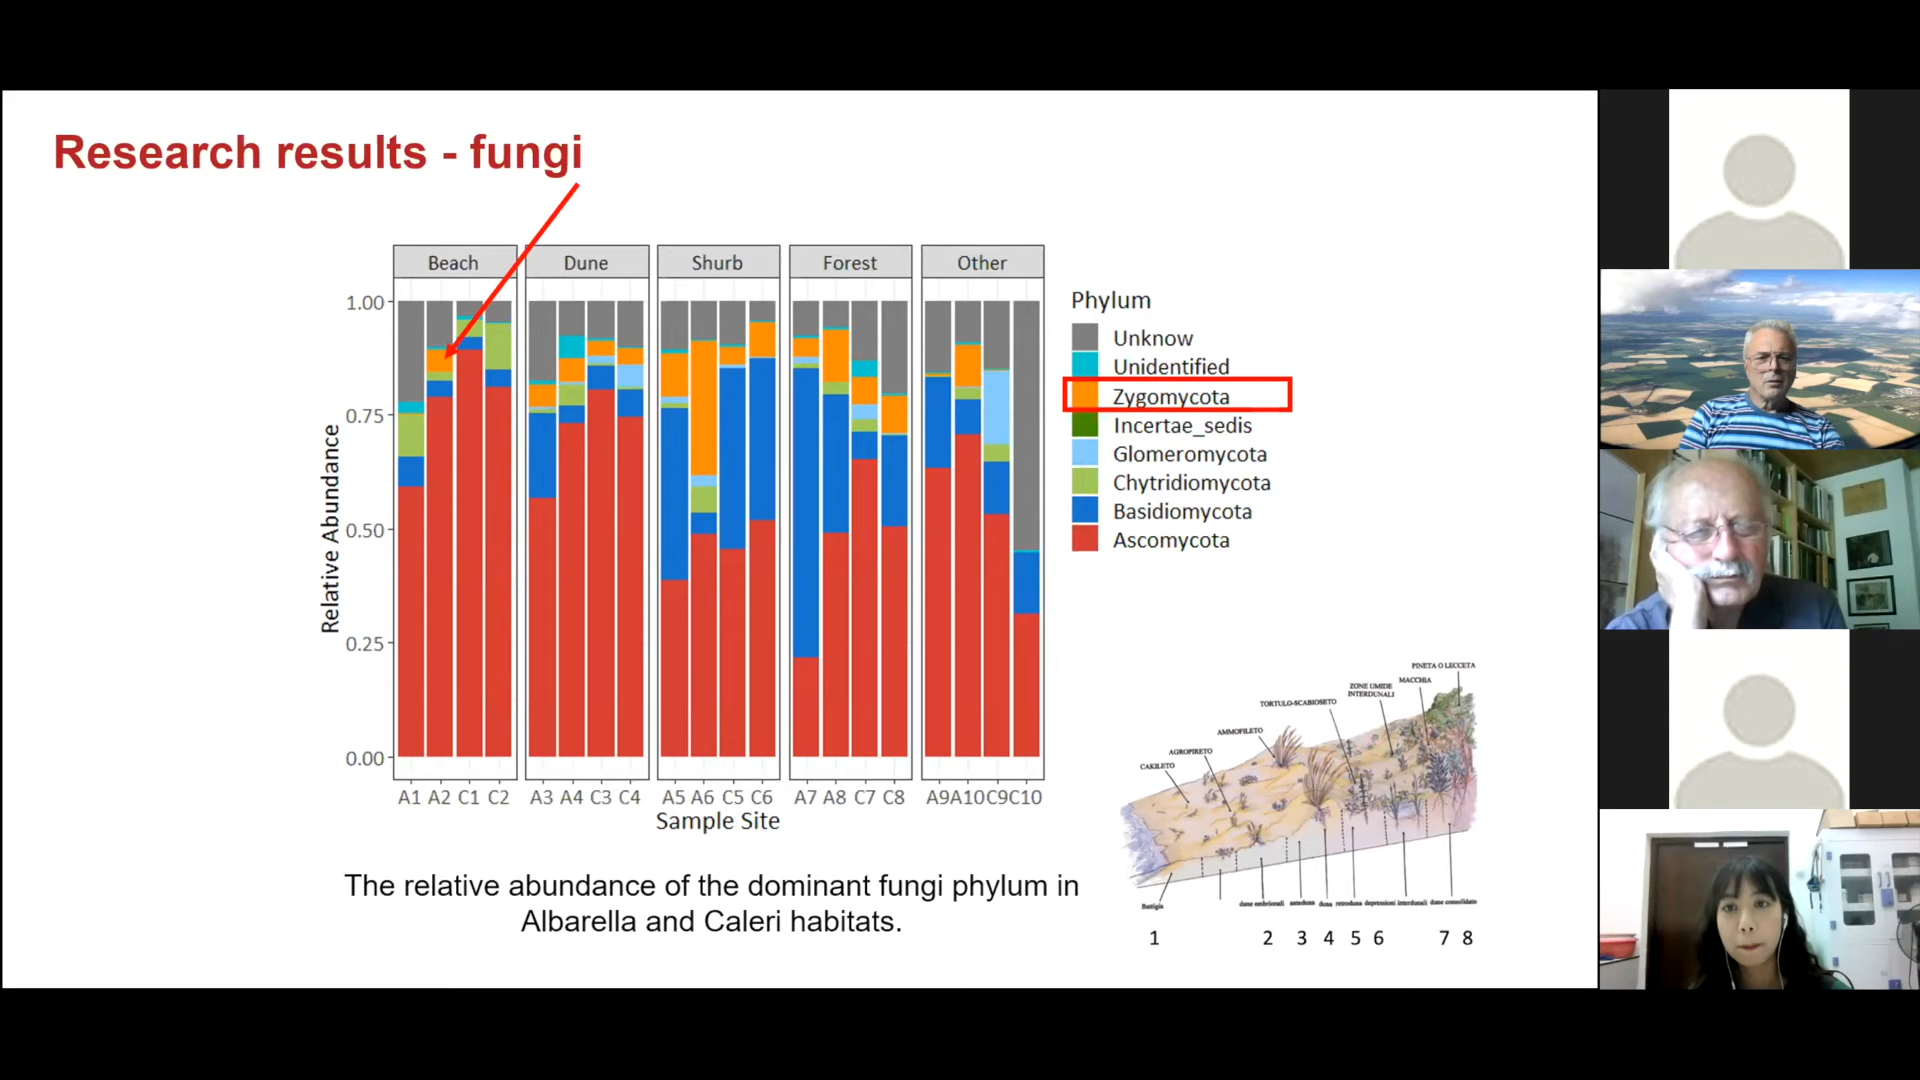 Research results - fungi
Beach Dune Shurb Forest Other
1.00
0.75
0.50
0.25
0.00
Relative Abundance
A1 A2 C1 C2 A3 A4 C3 C4 A5 A6 C5 C6 A7 A8 C7 C8 A9 A10 C9 C10
Sample Site
Phylum
Unknow
Unidentified
Zygomycota
Incertae_sedis
Glomeromycota
Chytridiomycota
Basidiomycota
Ascomycota
The relative abundance of the dominant fungi phylum in
Albarella and Caleri habitats.
PINETA O LECCETA
MACCHIA
ZONE UMIDE
INTERDUNALI
TORTULO-SCABIOSETO
AMMOFILETO
AGROPIRETO
CAKILETO
Battigia dune embrionali anteduna duna retroduna depressioni interdunali dune consolidate
1 2 3 4 5 6 7 8